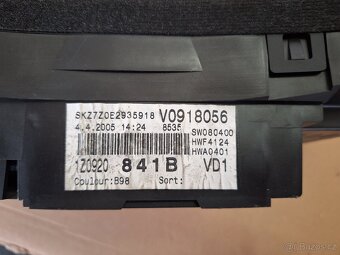 SKZ7Z0E2935918 V0918056
4.4.2005 14:24 8535
SW080400
HWF4124
HWA0401
1Z0920 841B VD1
Couleur:B98 Sort: